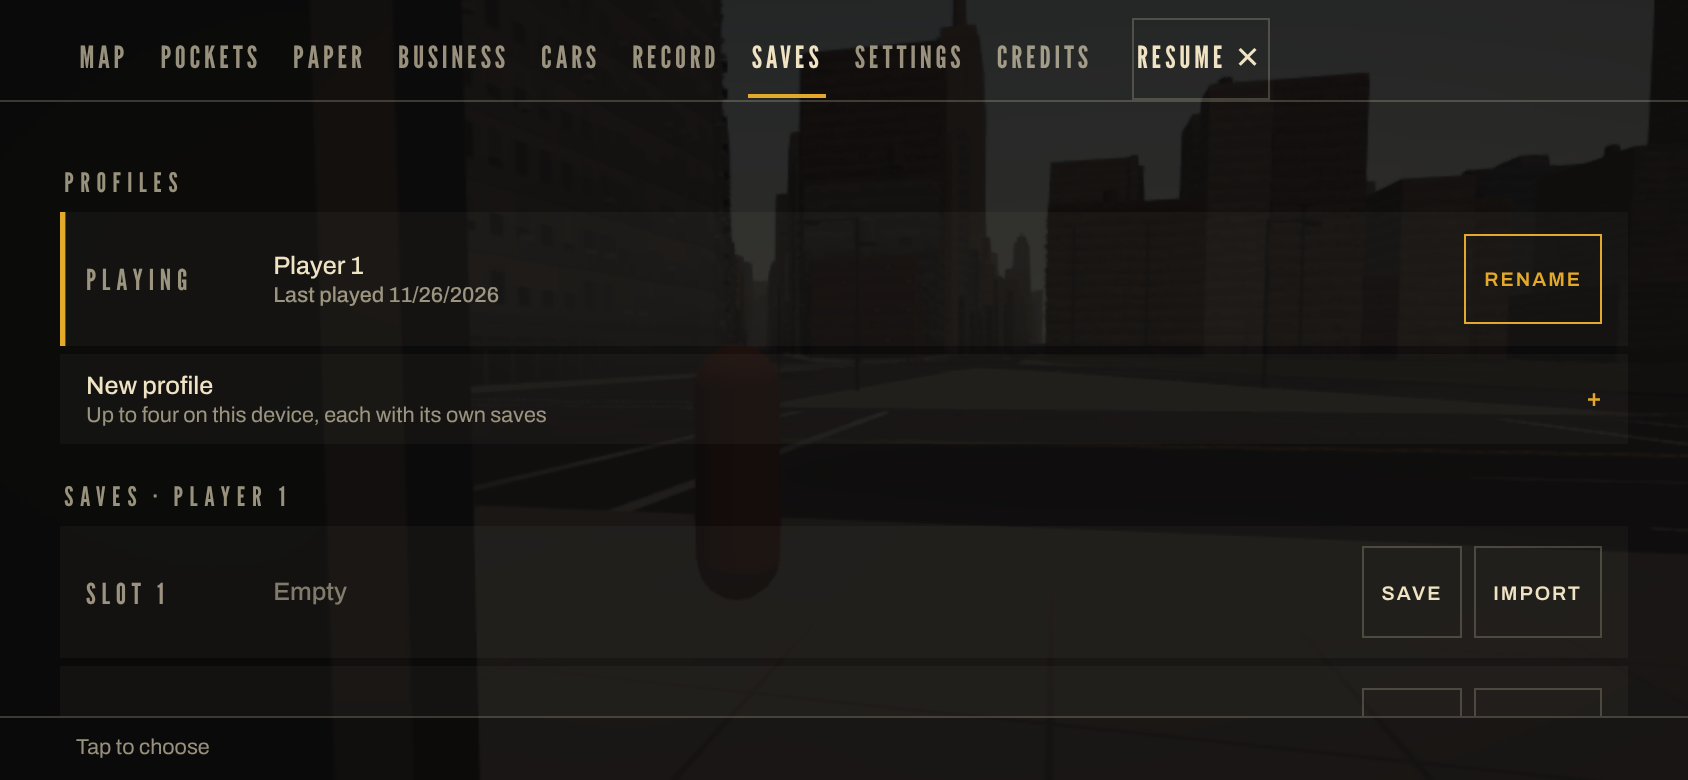 MAP POCKETS PAPER BUSINESS CARS RECORD SAVES SETTINGS CREDITS RESUME ✕
PROFILES
PLAYING
Player 1
Last played 11/26/2026
RENAME
New profile
Up to four on this device, each with its own saves
+
SAVES · PLAYER 1
SLOT 1
Empty
SAVE
IMPORT
Tap to choose